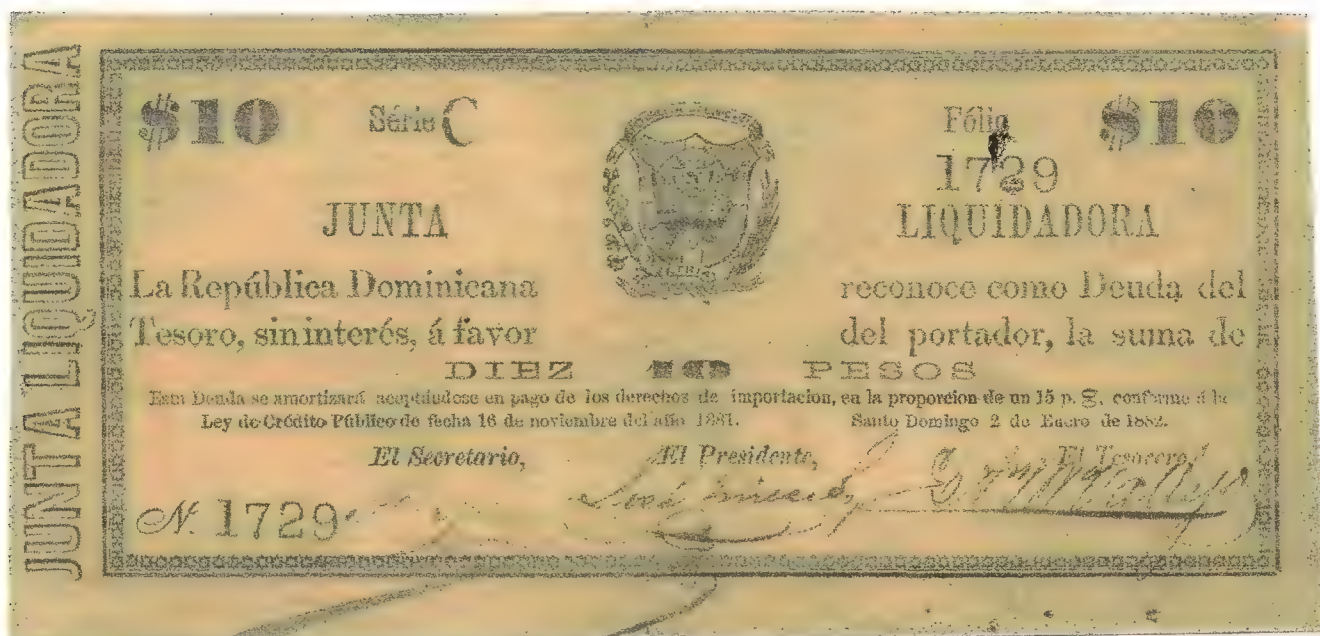 JUNTA LIQUIDADORA
$10 Série C Fólio $10
1729
JUNTA LIQUIDADORA
La República Dominicana reconoce como Deuda del
Tesoro, sin interés, á favor del portador, la suma de
DIEZ $10 PESOS
Esta Deuda se amortizará aceptándose en pago de los derechos de importacion, en la proporcion de un 15 p. 8, conforme á la
Ley de Crédito Público de fecha 16 de noviembre del año 1881. Santo Domingo 2 de Enero de 1882.
El Secretario, El Presidente, El Tesorero,
José
N. 1729